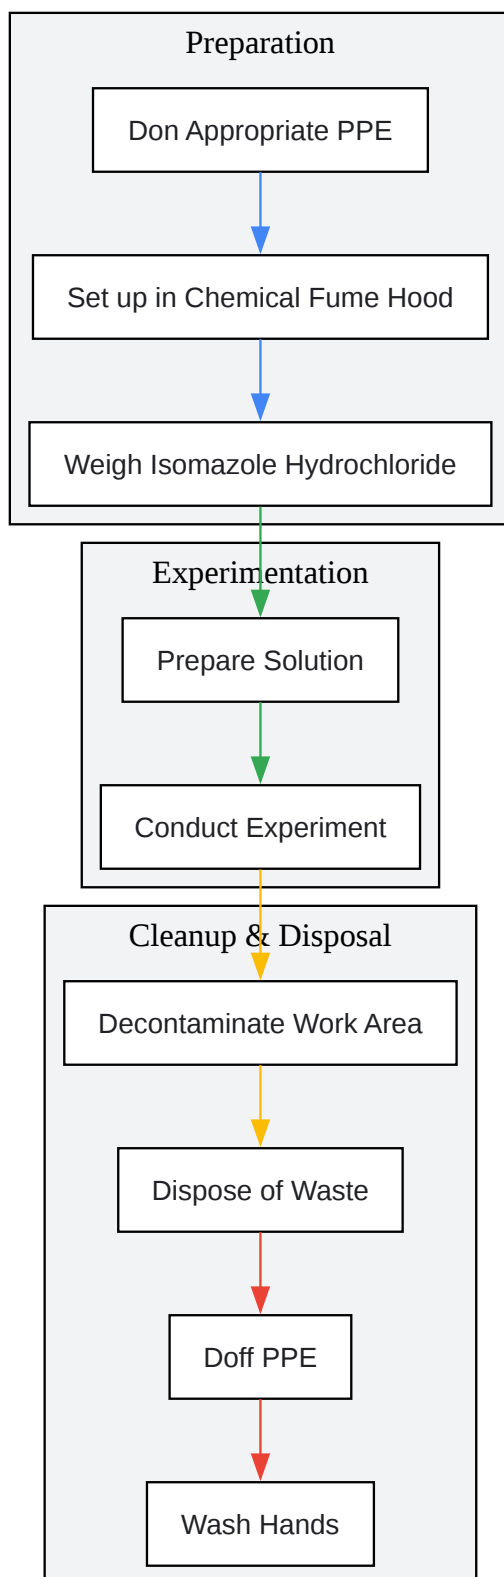 Preparation
Don Appropriate PPE
Set up in Chemical Fume Hood
Weigh Isomazole Hydrochloride
Experimentation
Prepare Solution
Conduct Experiment
Cleanup & Disposal
Decontaminate Work Area
Dispose of Waste
Doff PPE
Wash Hands